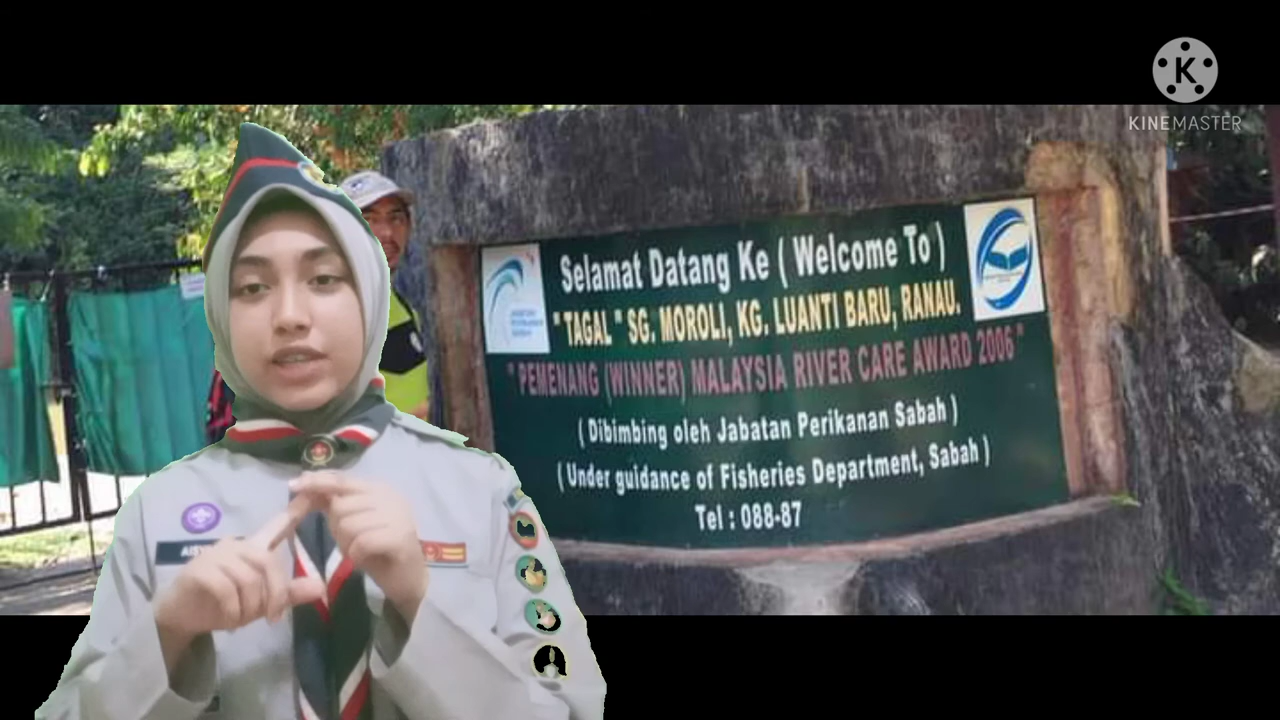 KINEMASTER
Selamat Datang Ke ( Welcome To )
" TAGAL " SG. MOROLI, KG. LUANTI BARU, RANAU.
" PEMENANG (WINNER) MALAYSIA RIVER CARE AWARD 2006 "
( Dibimbing oleh Jabatan Perikanan Sabah )
( Under guidance of Fisheries Department, Sabah )
Tel : 088-87